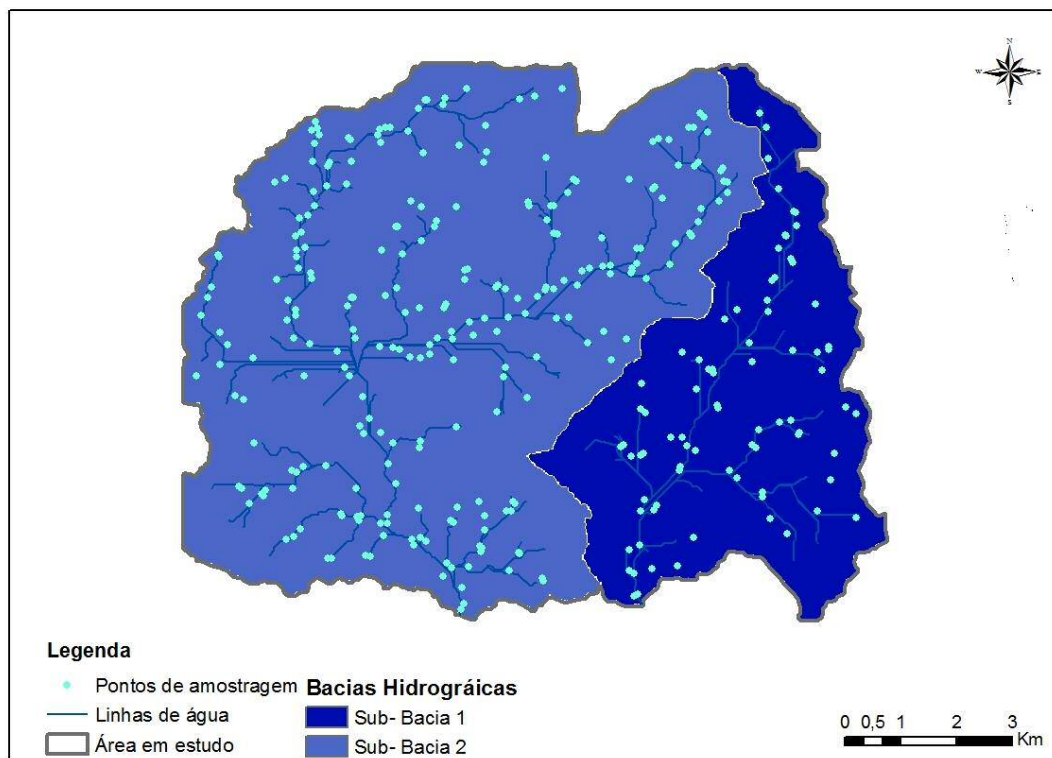 N
W
E
S
Legenda
Pontos de amostragem
Linhas de água
Área em estudo
Bacias Hidrográicas
Sub- Bacia 1
Sub- Bacia 2
0 0,5 1 2 3
Km